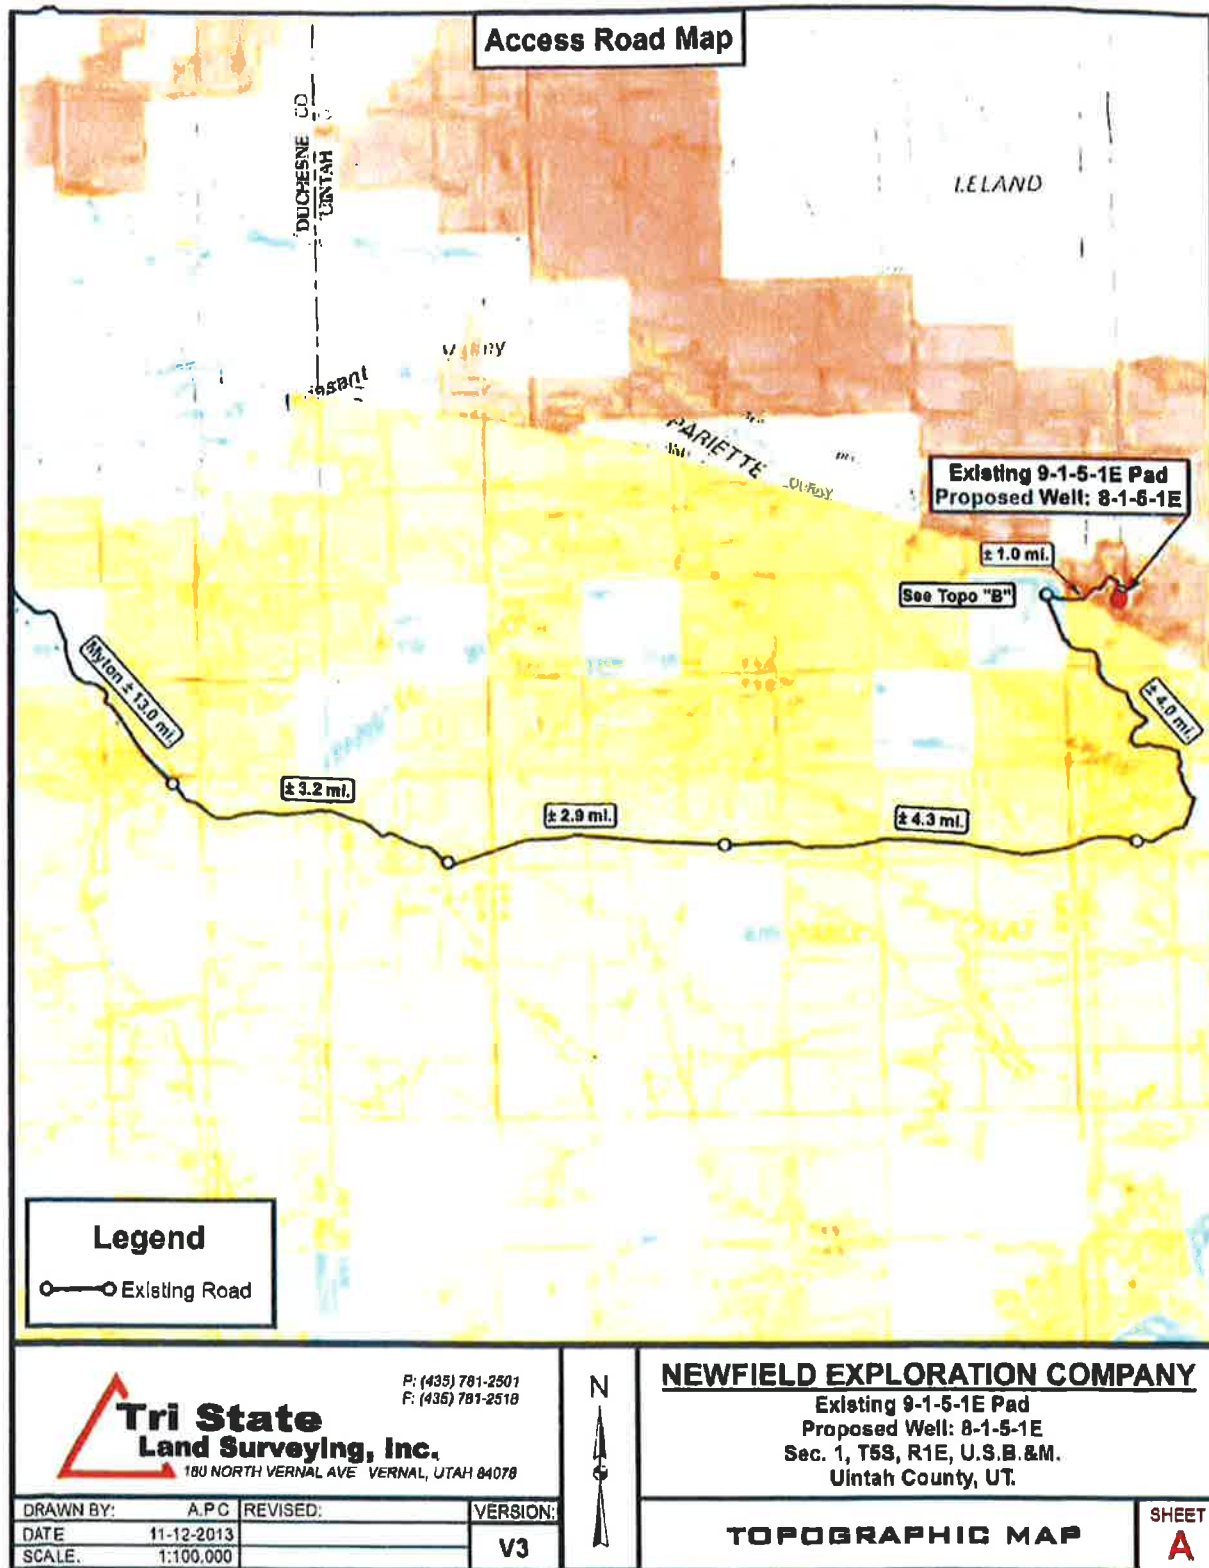 Access Road Map
DUCHESNE CO
UINTAH
LELAND
PARIETTE
Existing 9-1-5-1E Pad
Proposed Well: 8-1-5-1E
± 1.0 mi.
See Topo "B"
Myton ± 13.0 mi.
± 4.0 mi.
± 3.2 mi.
± 2.9 mi.
± 4.3 mi.
Legend
Existing Road
P: (435) 781-2501
F: (435) 781-2518
Tri State
Land Surveying, Inc.
180 NORTH VERNAL AVE VERNAL, UTAH 84078
N
NEWFIELD EXPLORATION COMPANY
Existing 9-1-5-1E Pad
Proposed Well: 8-1-5-1E
Sec. 1, T5S, R1E, U.S.B.&M.
Uintah County, UT.
DRAWN BY: A.P.C REVISED: VERSION:
DATE 11-12-2013
SCALE. 1:100,000
V3
TOPOGRAPHIC MAP
SHEET
A